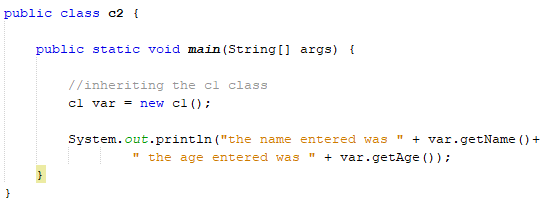 public class c2 {
public static void main(String[] args) {
//inheriting the c1 class
c1 var = new c1();
System.out.println("the name entered was " + var.getName()+
" the age entered was " + var.getAge());
}
}